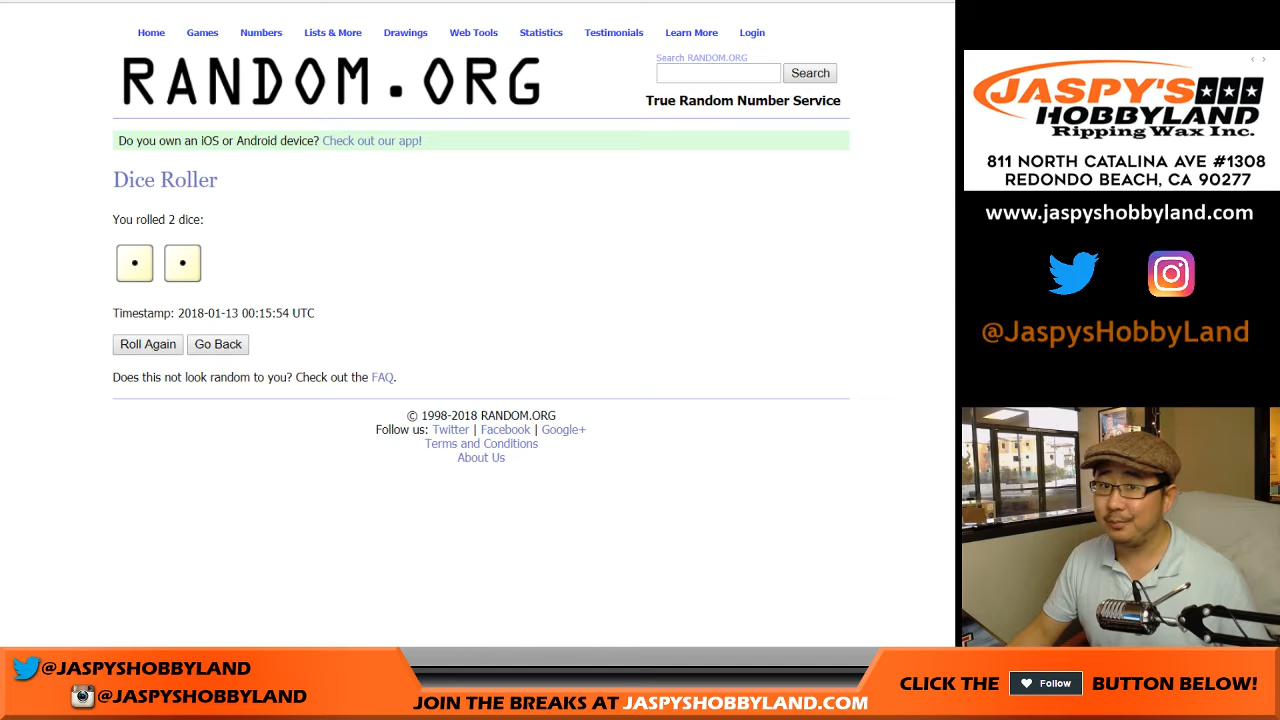 Home Games Numbers Lists & More Drawings Web Tools Statistics Testimonials Learn More Login
RANDOM.ORG
Search RANDOM.ORG
Search
True Random Number Service
Do you own an iOS or Android device? Check out our app!
Dice Roller
You rolled 2 dice:
Timestamp: 2018-01-13 00:15:54 UTC
Roll Again Go Back
Does this not look random to you? Check out the FAQ.
© 1998-2018 RANDOM.ORG
Follow us: Twitter | Facebook | Google+
Terms and Conditions
About Us
JASPY'S
HOBBYLAND
Ripping Wax Inc.
811 NORTH CATALINA AVE #1308
REDONDO BEACH, CA 90277
www.jaspyshobbyland.com
@JaspysHobbyLand
@JASPYSHOBBYLAND
@JASPYSHOBBYLAND
JOIN THE BREAKS AT JASPYSHOBBYLAND.COM
CLICK THE Follow BUTTON BELOW!